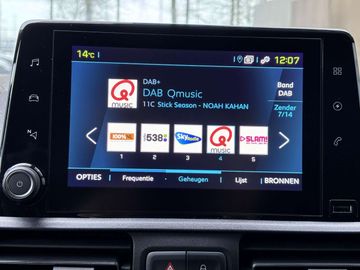 14°C
12:07
DAB+
DAB Qmusic
11C Stick Season - NOAH KAHAN
Band
DAB
Zender
7/14
Q
music
100%NL
538
Sky Radio
Q
music
SLAM!
1 2 3 4 5
OPTIES
Frequentie
Geheugen
Lijst
BRONNEN